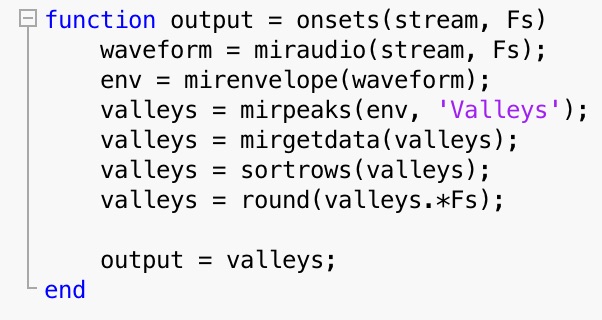 function output = onsets(stream, Fs)
    waveform = miraudio(stream, Fs);
    env = mirenvelope(waveform);
    valleys = mirpeaks(env, 'Valleys');
    valleys = mirgetdata(valleys);
    valleys = sortrows(valleys);
    valleys = round(valleys.*Fs);

    output = valleys;
end